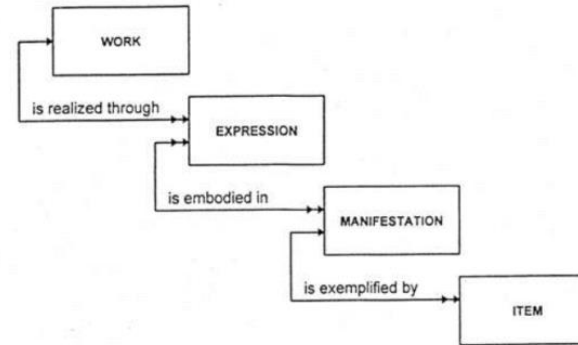 WORK
is realized through
EXPRESSION
is embodied in
MANIFESTATION
is exemplified by
ITEM